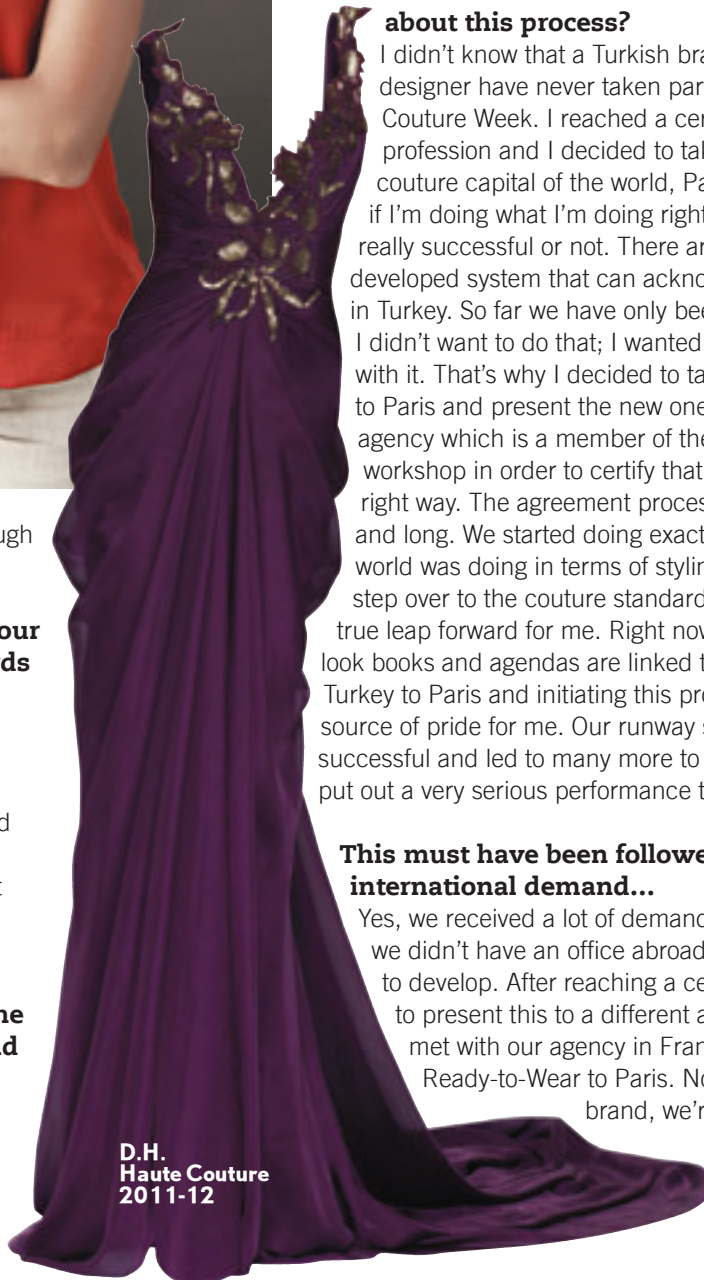 ugh
our
ds
d
t
ne
d
about this process?
I didn’t know that a Turkish bra
designer have never taken par
Couture Week. I reached a cer
profession and I decided to tal
couture capital of the world, Pa
if I’m doing what I’m doing right
really successful or not. There ar
developed system that can ackno
in Turkey. So far we have only bee
I didn’t want to do that; I wanted
with it. That’s why I decided to ta
to Paris and present the new one
agency which is a member of the
workshop in order to certify that
right way. The agreement proces
and long. We started doing exact
world was doing in terms of stylin
step over to the couture standard
true leap forward for me. Right nov
look books and agendas are linked t
Turkey to Paris and initiating this pro
source of pride for me. Our runway s
successful and led to many more to
put out a very serious performance t
This must have been followe
international demand...
Yes, we received a lot of demand
we didn’t have an office abroad
to develop. After reaching a ce
to present this to a different a
met with our agency in Fran
Ready-to-Wear to Paris. No
brand, we’r
D.H.
Haute Couture
2011-12